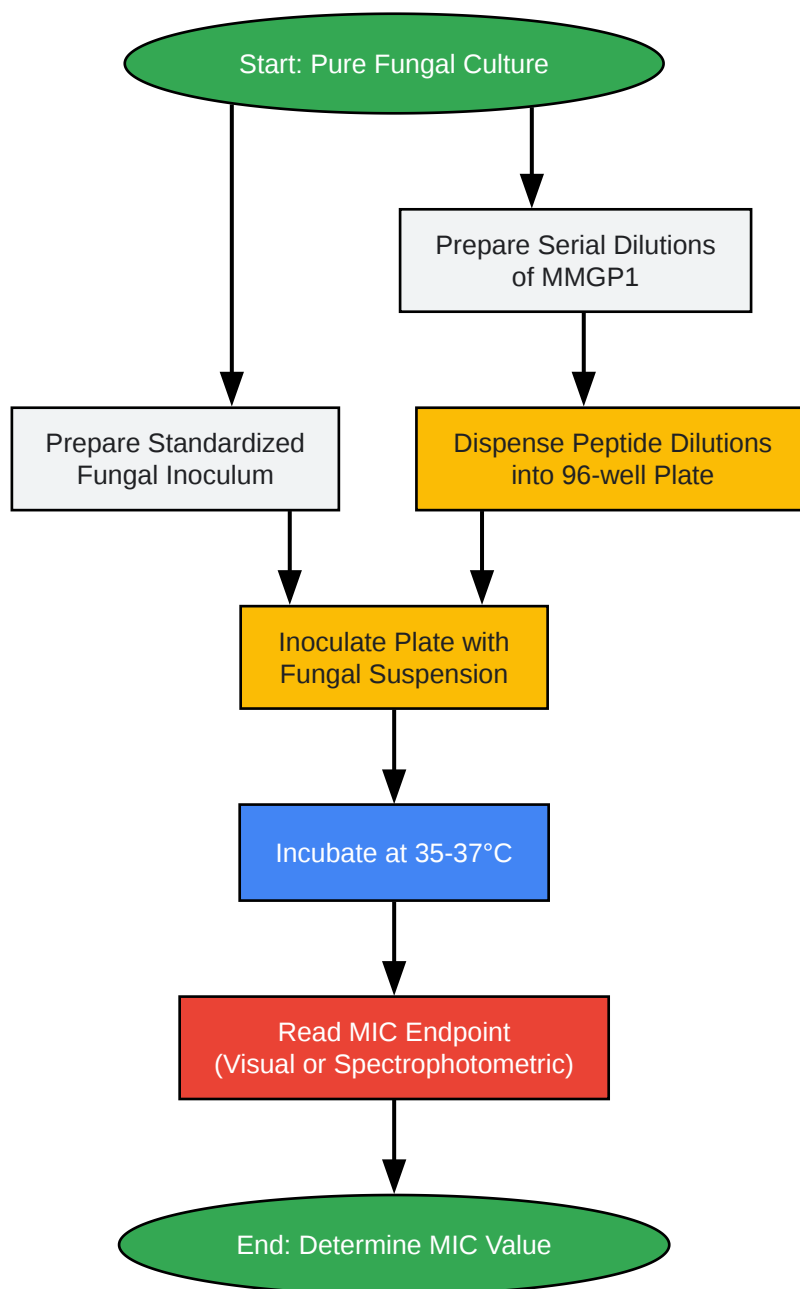 Start: Pure Fungal Culture
Prepare Serial Dilutions
of MMGP1
Prepare Standardized
Fungal Inoculum
Dispense Peptide Dilutions
into 96-well Plate
Inoculate Plate with
Fungal Suspension
Incubate at 35-37°C
Read MIC Endpoint
(Visual or Spectrophotometric)
End: Determine MIC Value